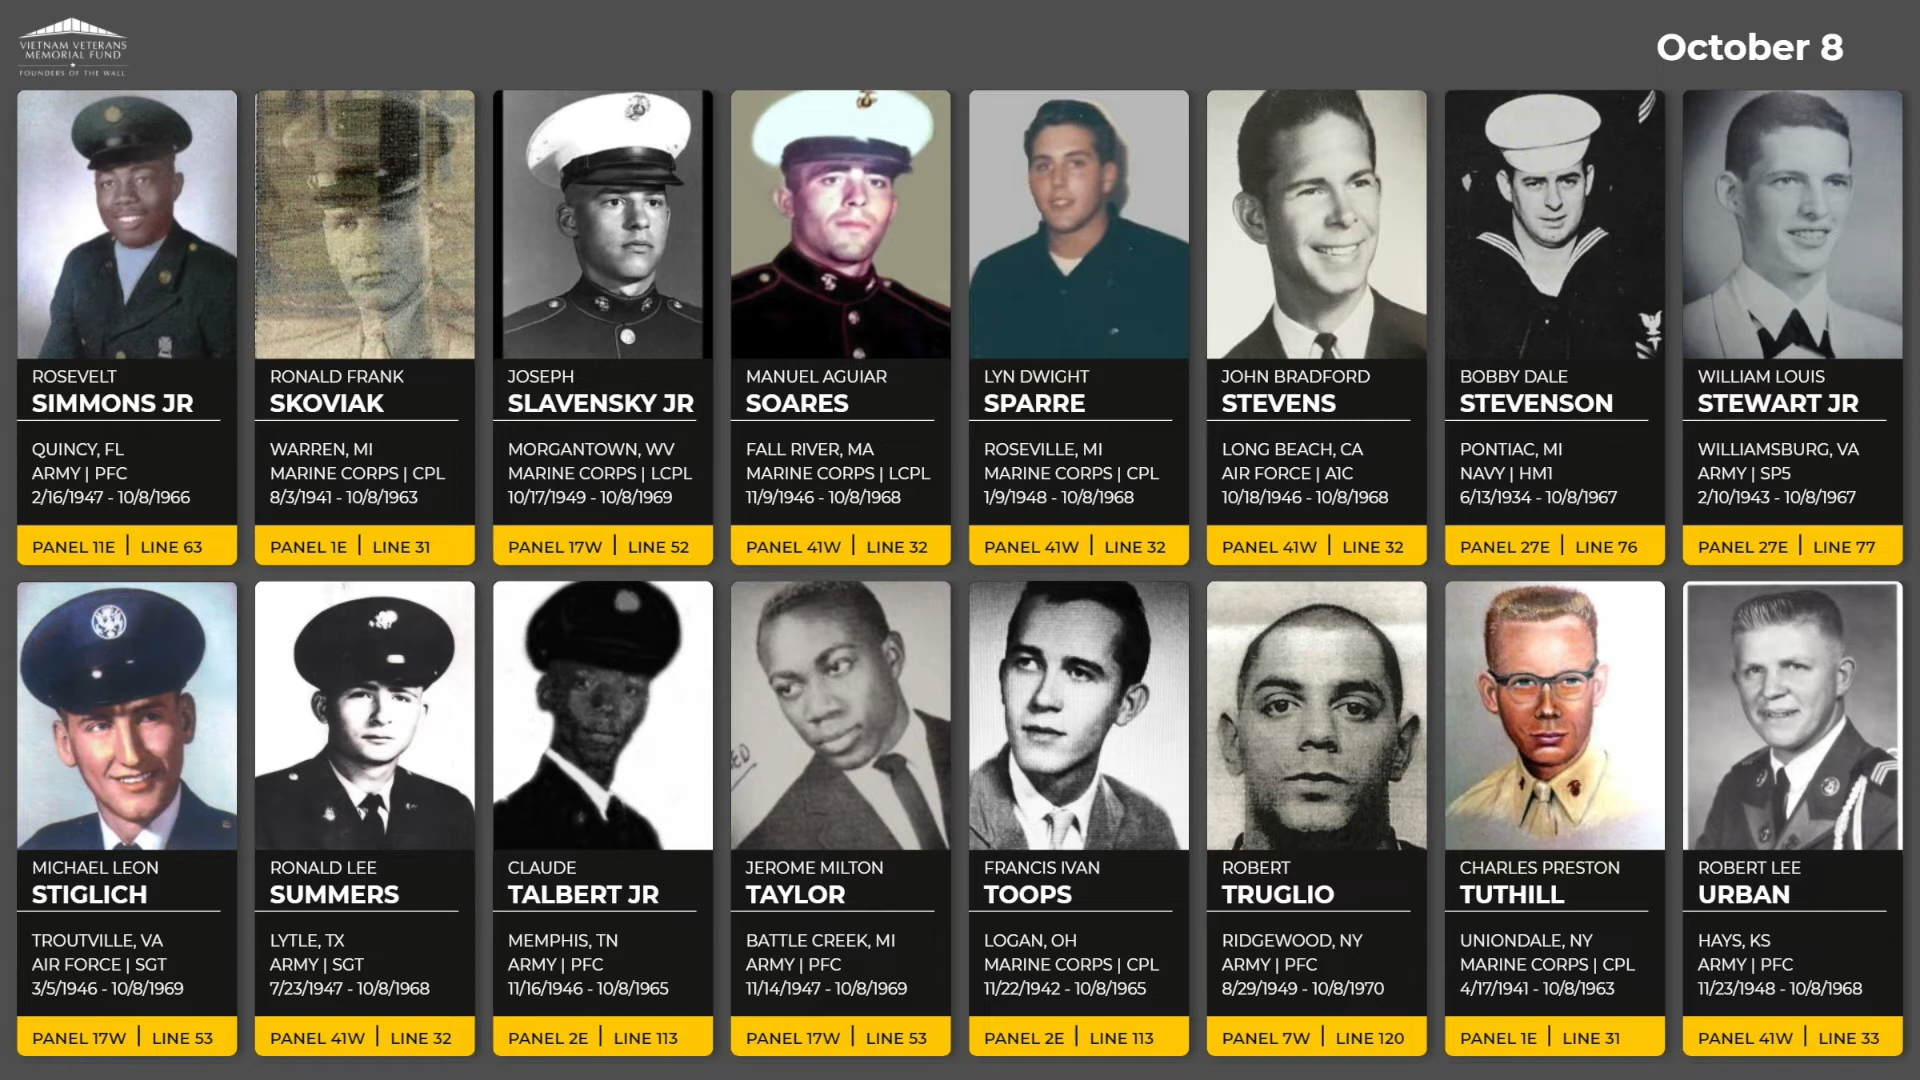 VIETNAM VETERANS
MEMORIAL FUND
FOUNDERS OF THE WALL
October 8
ROSEVELT
SIMMONS JR
QUINCY, FL
ARMY | PFC
2/16/1947 - 10/8/1966
PANEL 11E | LINE 63
RONALD FRANK
SKOVIAK
WARREN, MI
MARINE CORPS | CPL
8/3/1941 - 10/8/1963
PANEL 1E | LINE 31
JOSEPH
SLAVENSKY JR
MORGANTOWN, WV
MARINE CORPS | LCPL
10/17/1949 - 10/8/1969
PANEL 17W | LINE 52
MANUEL AGUIAR
SOARES
FALL RIVER, MA
MARINE CORPS | LCPL
11/9/1946 - 10/8/1968
PANEL 41W | LINE 32
LYN DWIGHT
SPARRE
ROSEVILLE, MI
MARINE CORPS | CPL
1/9/1948 - 10/8/1968
PANEL 41W | LINE 32
JOHN BRADFORD
STEVENS
LONG BEACH, CA
AIR FORCE | A1C
10/18/1946 - 10/8/1968
PANEL 41W | LINE 32
BOBBY DALE
STEVENSON
PONTIAC, MI
NAVY | HM1
6/13/1934 - 10/8/1967
PANEL 27E | LINE 76
WILLIAM LOUIS
STEWART JR
WILLIAMSBURG, VA
ARMY | SP5
2/10/1943 - 10/8/1967
PANEL 27E | LINE 77
MICHAEL LEON
STIGLICH
TROUTVILLE, VA
AIR FORCE | SGT
3/5/1946 - 10/8/1969
PANEL 17W | LINE 53
RONALD LEE
SUMMERS
LYTLE, TX
ARMY | SGT
7/23/1947 - 10/8/1968
PANEL 41W | LINE 32
CLAUDE
TALBERT JR
MEMPHIS, TN
ARMY | PFC
11/16/1946 - 10/8/1965
PANEL 2E | LINE 113
JEROME MILTON
TAYLOR
BATTLE CREEK, MI
ARMY | PFC
11/14/1947 - 10/8/1969
PANEL 17W | LINE 53
FRANCIS IVAN
TOOPS
LOGAN, OH
MARINE CORPS | CPL
11/22/1942 - 10/8/1965
PANEL 2E | LINE 113
ROBERT
TRUGLIO
RIDGEWOOD, NY
ARMY | PFC
8/29/1949 - 10/8/1970
PANEL 7W | LINE 120
CHARLES PRESTON
TUTHILL
UNIONDALE, NY
MARINE CORPS | CPL
4/17/1941 - 10/8/1963
PANEL 1E | LINE 31
ROBERT LEE
URBAN
HAYS, KS
ARMY | PFC
11/23/1948 - 10/8/1968
PANEL 41W | LINE 33